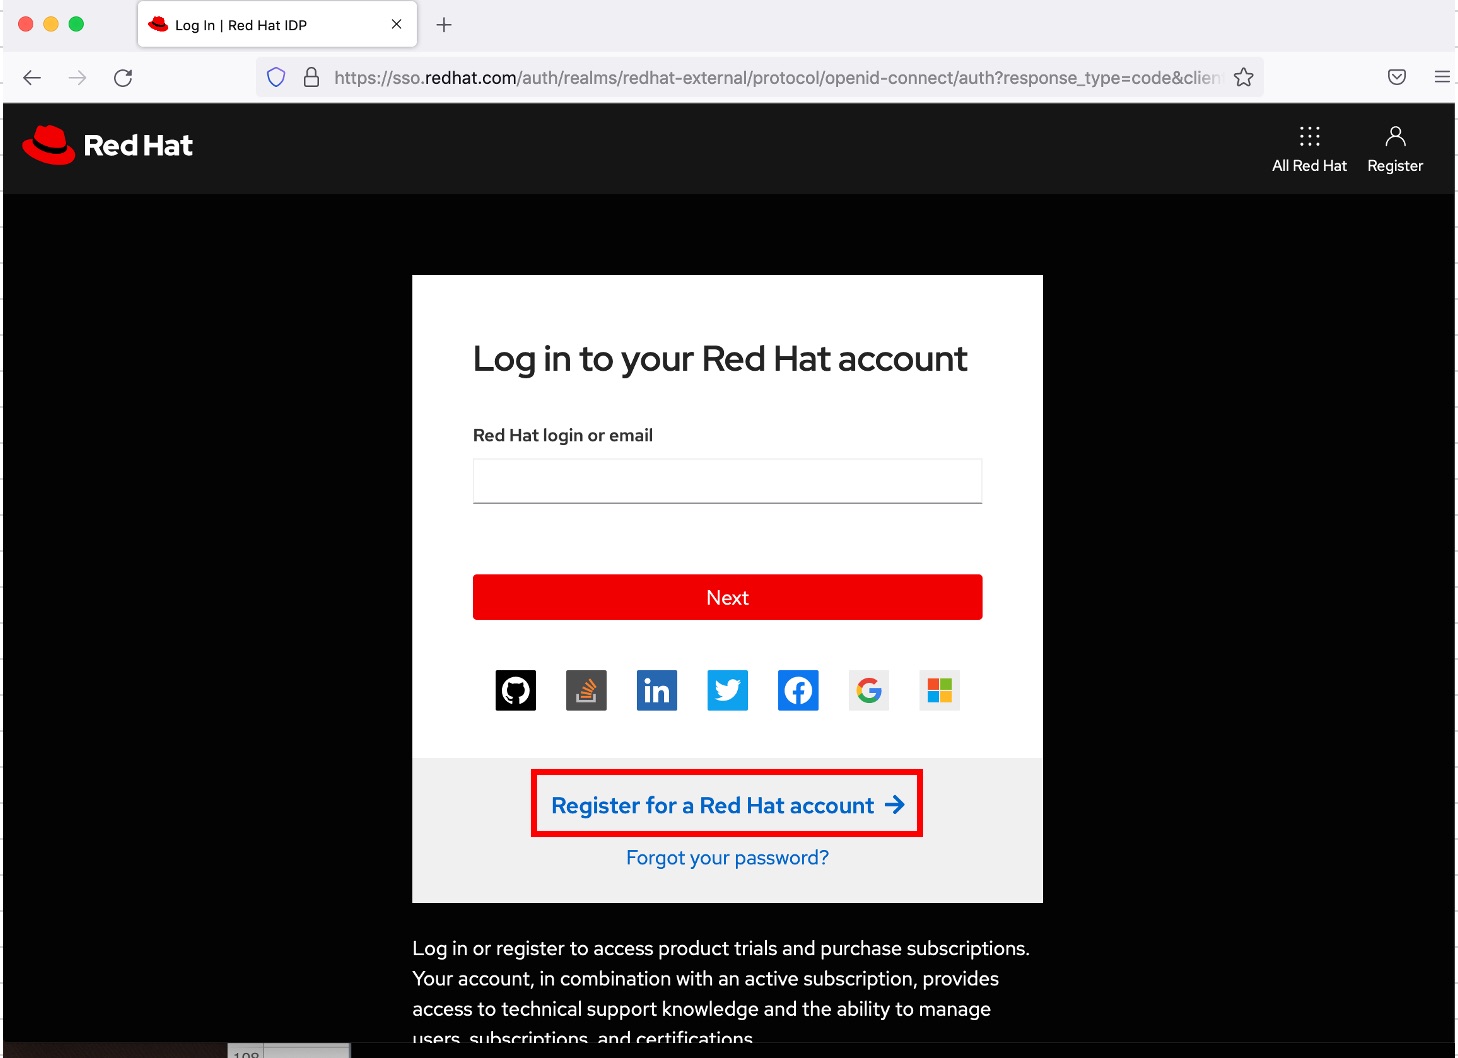 Log In | Red Hat IDP
https://sso.redhat.com/auth/realms/redhat-external/protocol/openid-connect/auth?response_type=code&clien
Red Hat
All Red Hat
Register
Log in to your Red Hat account
Red Hat login or email
Next
in
Register for a Red Hat account
Forgot your password?
Log in or register to access product trials and purchase subscriptions.
Your account, in combination with an active subscription, provides
access to technical support knowledge and the ability to manage
users, subscriptions, and certifications.
108